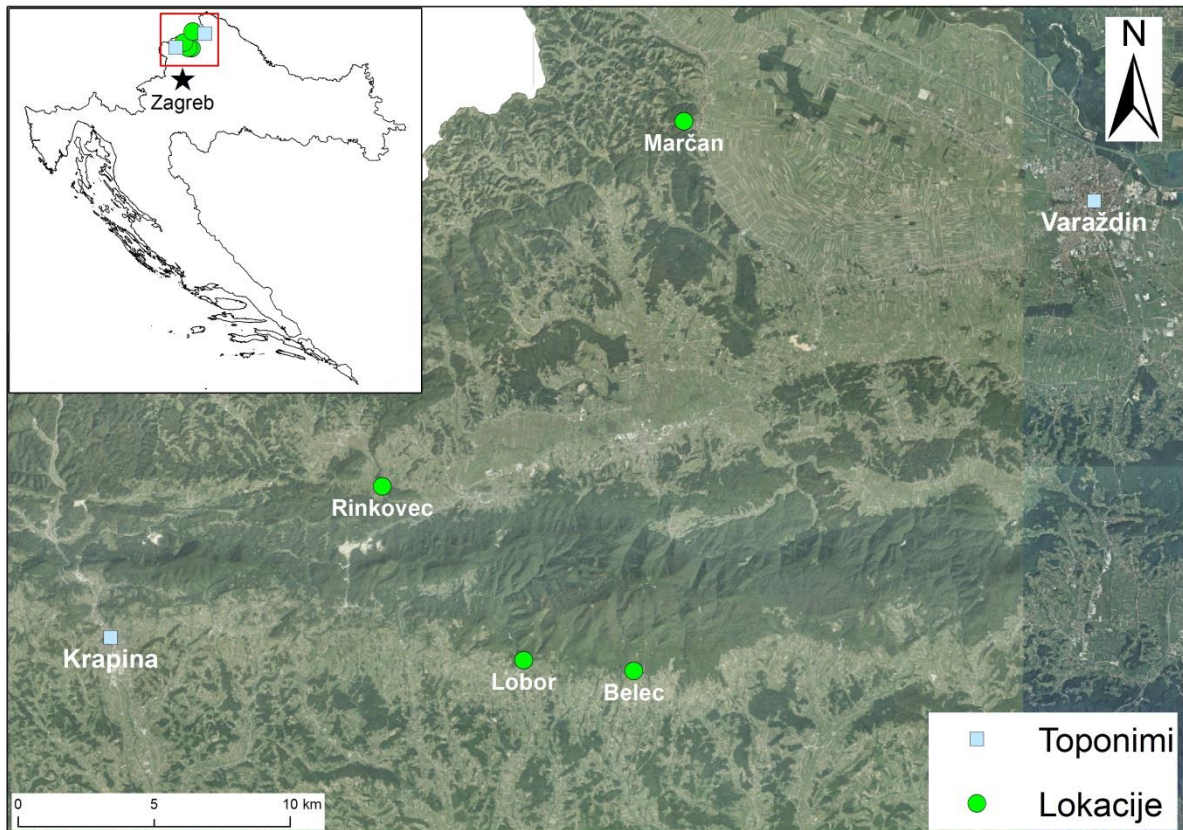 Zagreb
N
Marčan
Varaždin
Rinkovec
Krapina
Lobor
Belec
Toponimi
Lokacije
0 5 10 km